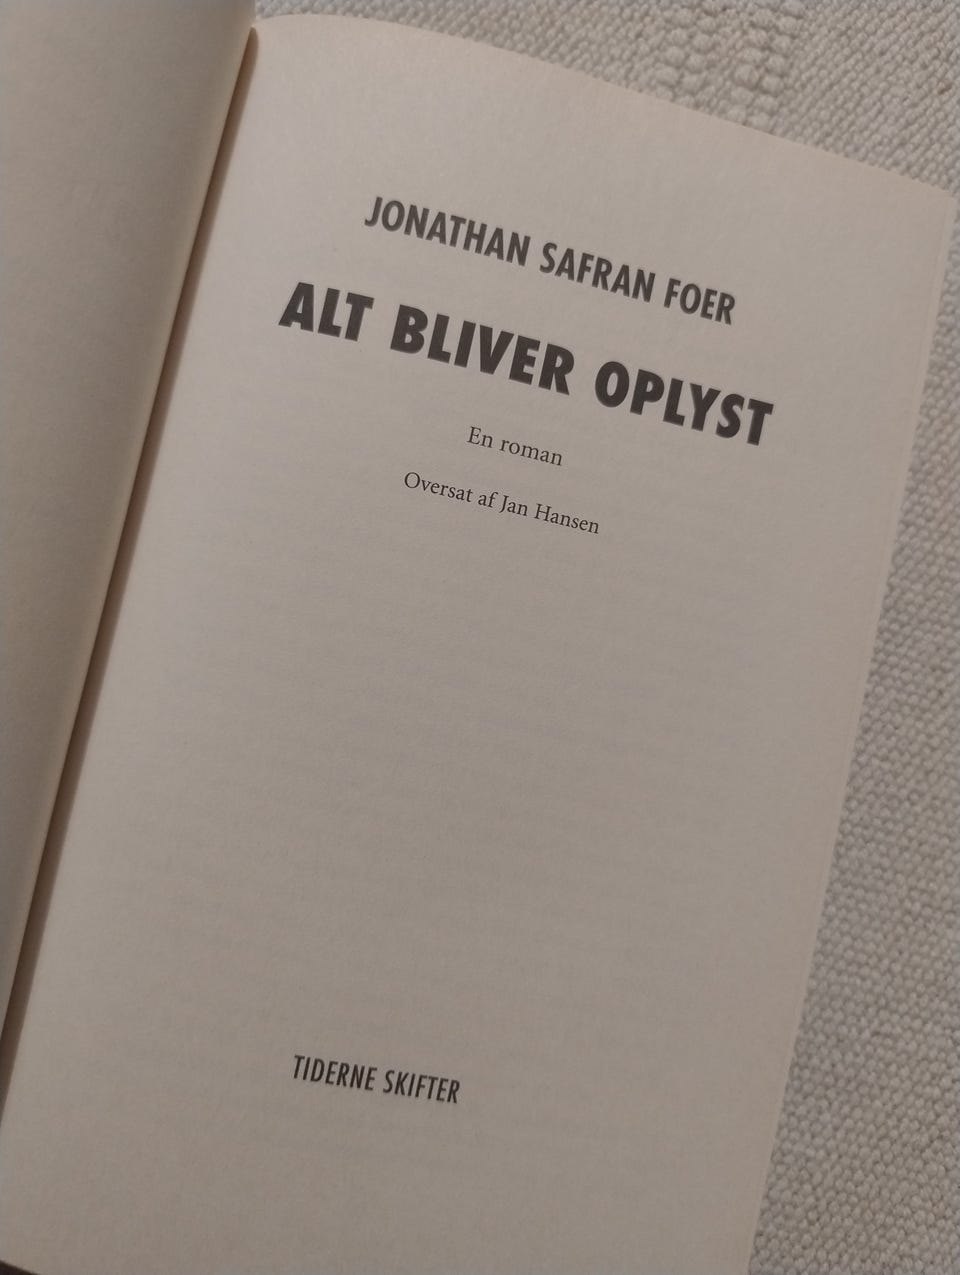 JONATHAN SAFRAN FOER
ALT BLIVER OPLYST
En roman
Oversat af Jan Hansen
TIDERNE SKIFTER